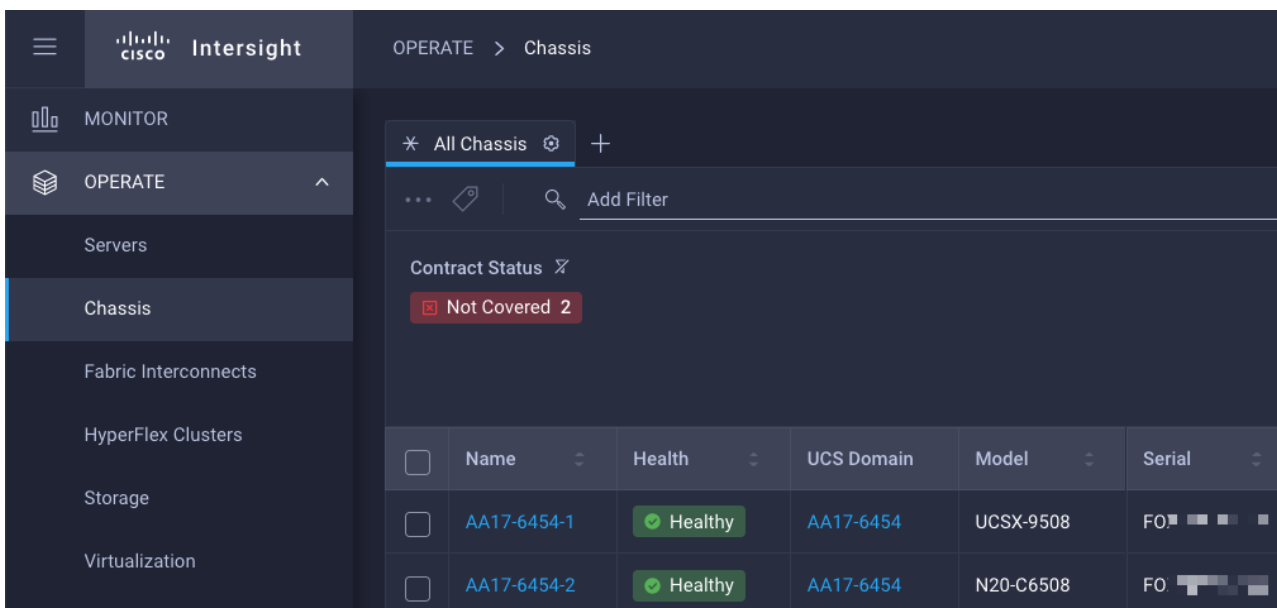 cisco Intersight
OPERATE > Chassis
MONITOR
OPERATE
Servers
Chassis
Fabric Interconnects
HyperFlex Clusters
Storage
Virtualization
All Chassis
Add Filter
Contract Status
Not Covered 2
Name Health UCS Domain Model Serial
AA17-6454-1 Healthy AA17-6454 UCSX-9508
AA17-6454-2 Healthy AA17-6454 N20-C6508